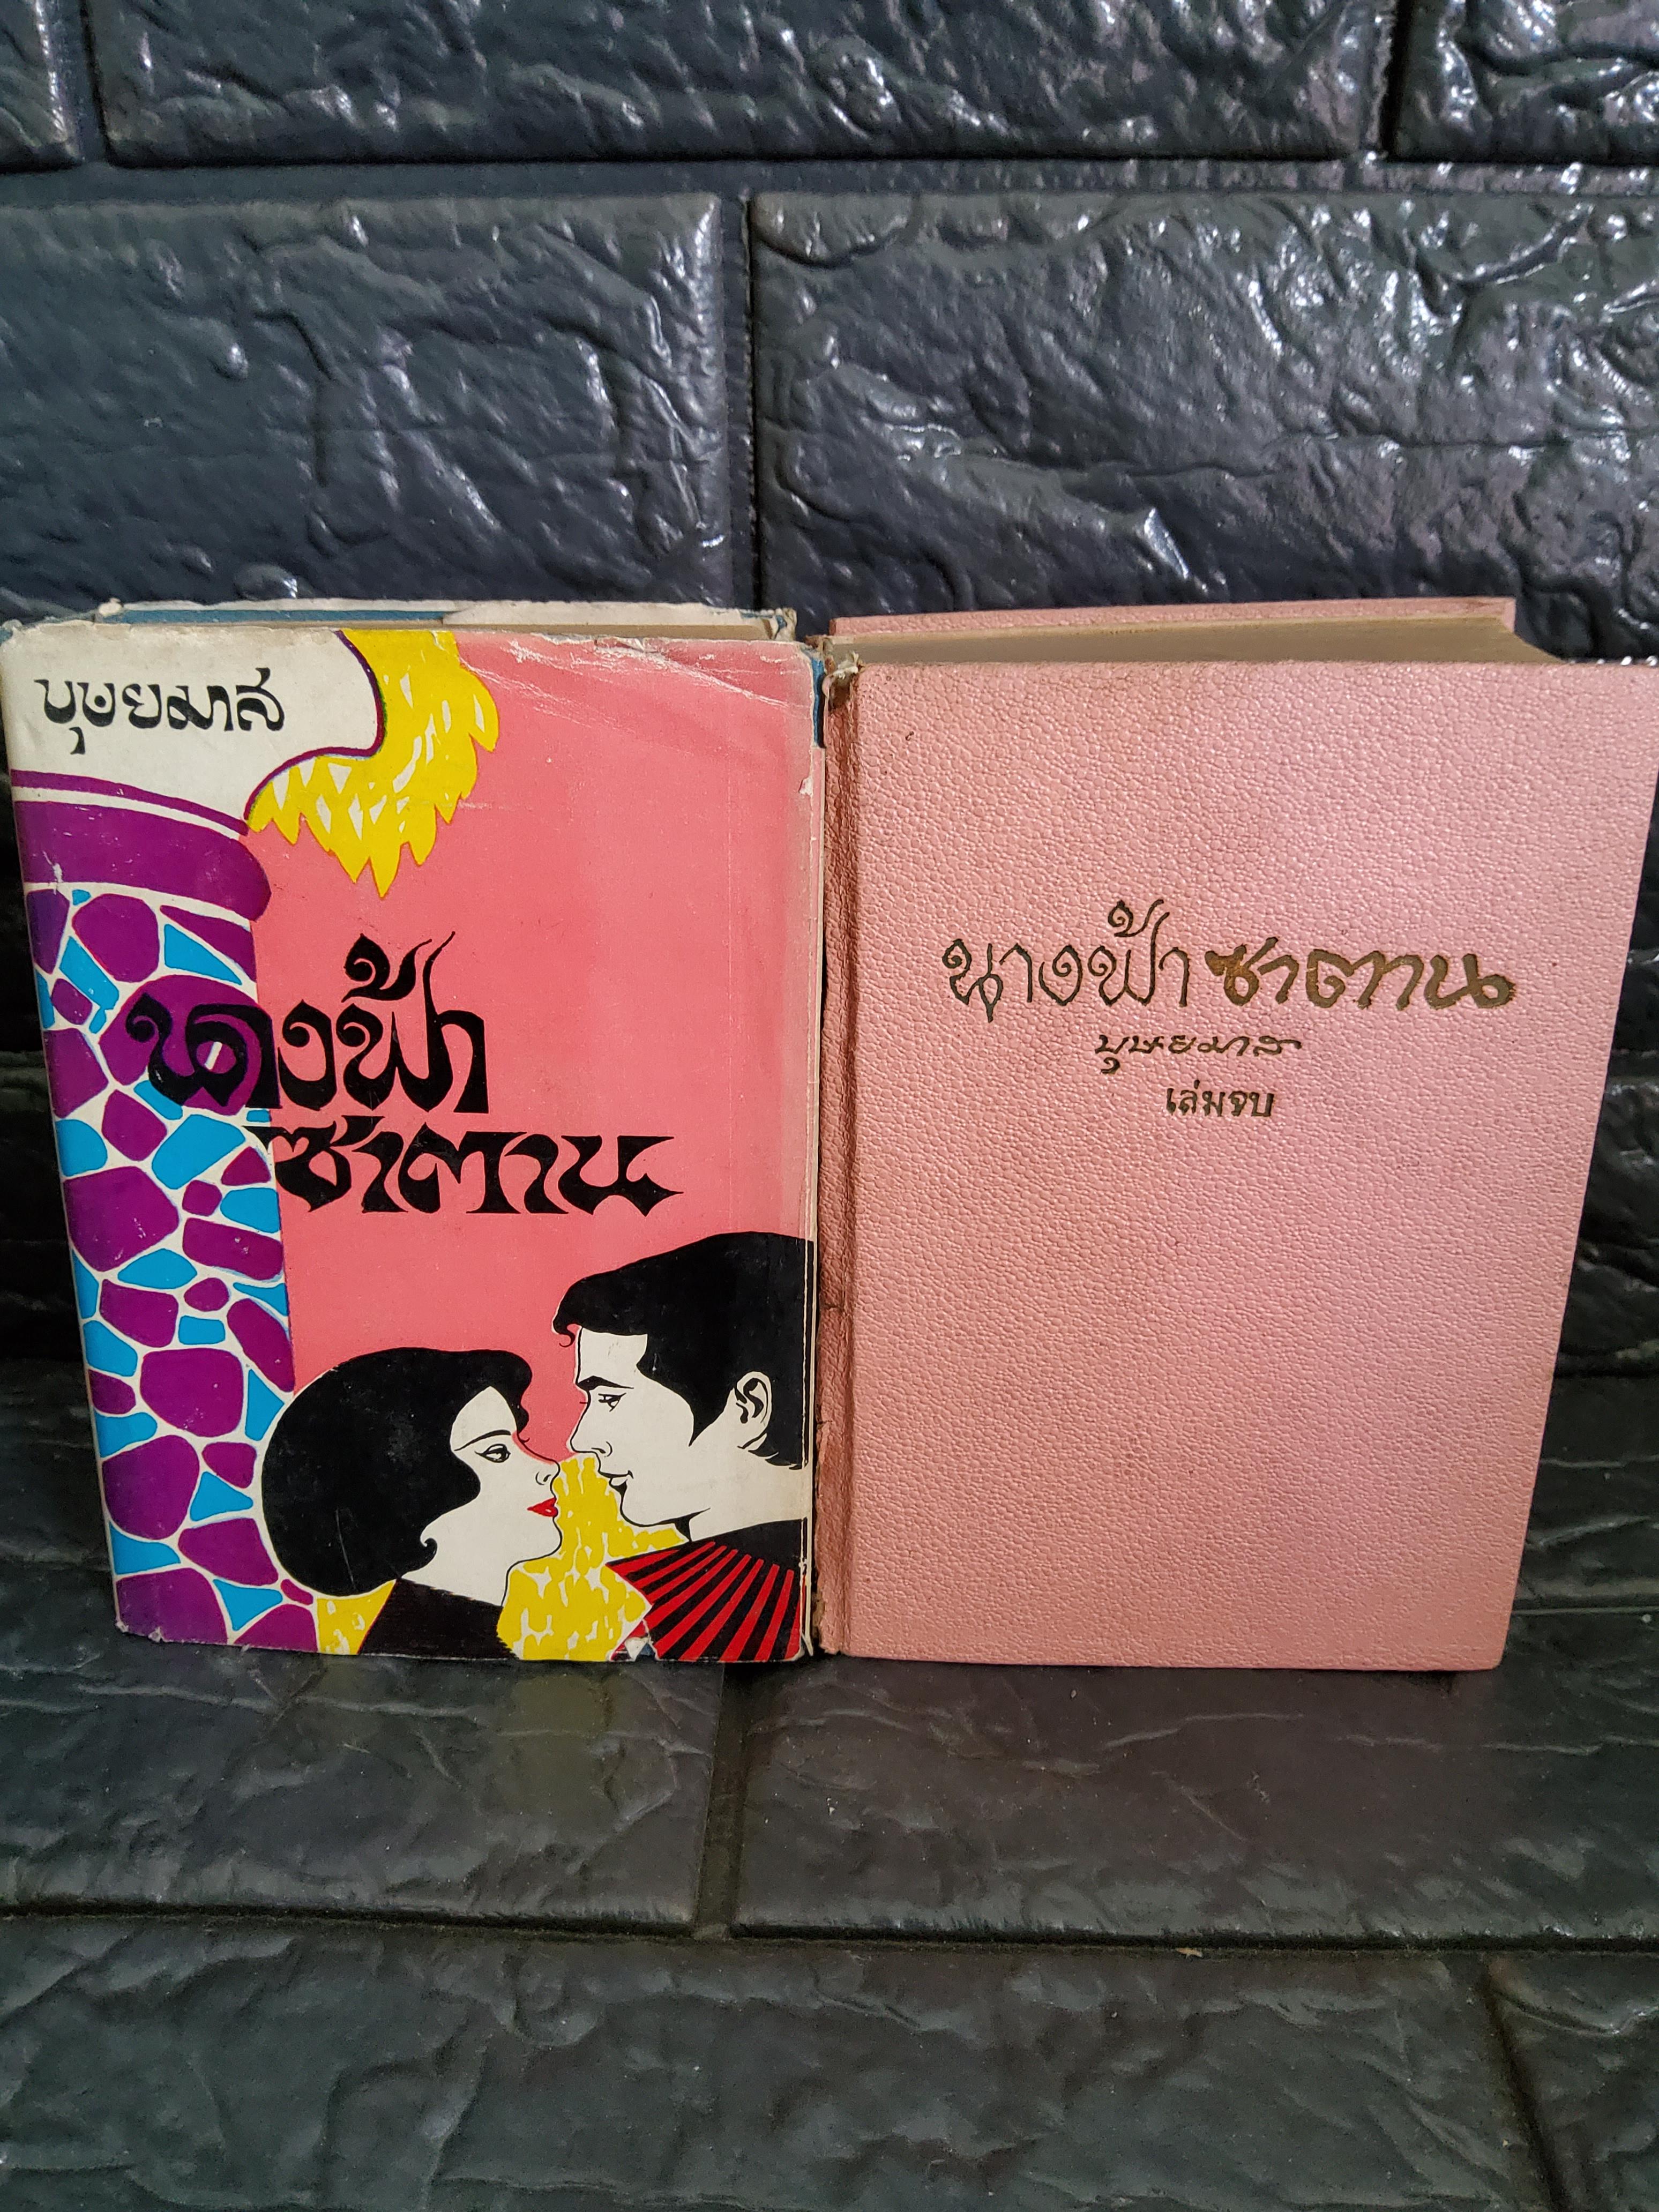 บุษยมาส
นางฟ้า
ซาตาน
นางฟ้าซาตาน
บุษยมาส
เล่มจบ